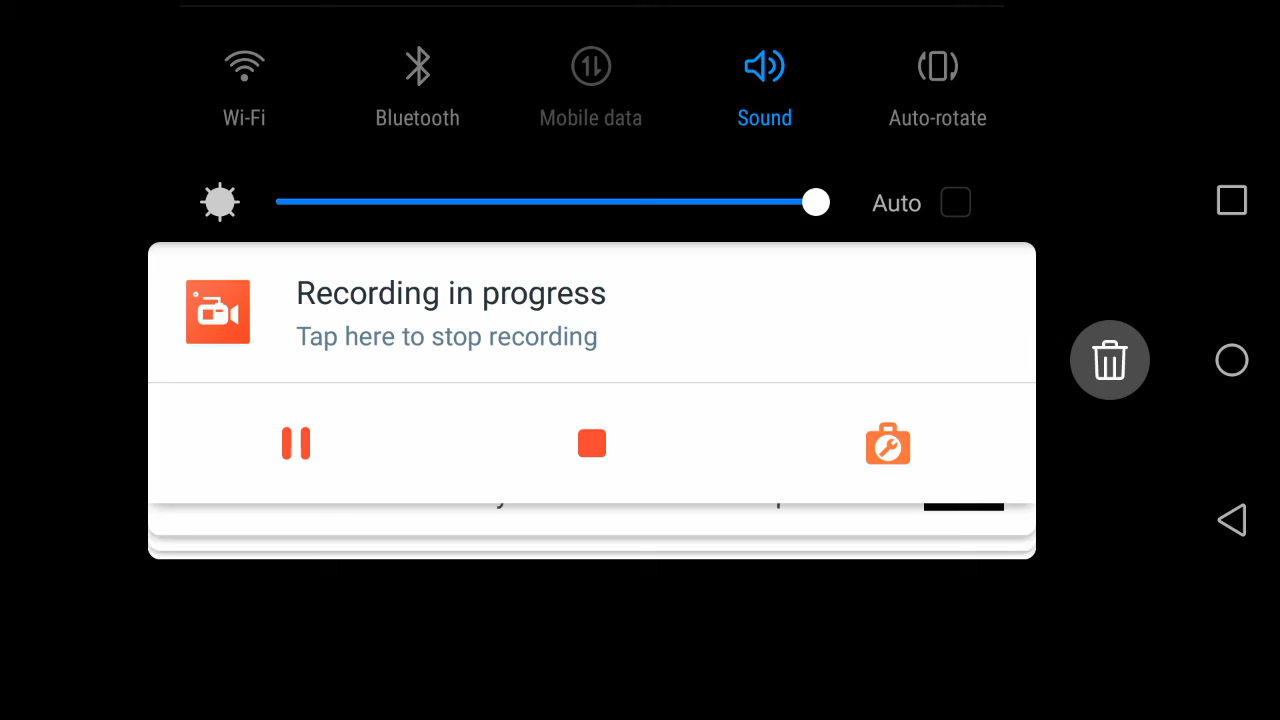 Wi-Fi
Bluetooth
Mobile data
Sound
Auto-rotate
Auto
Recording in progress
Tap here to stop recording